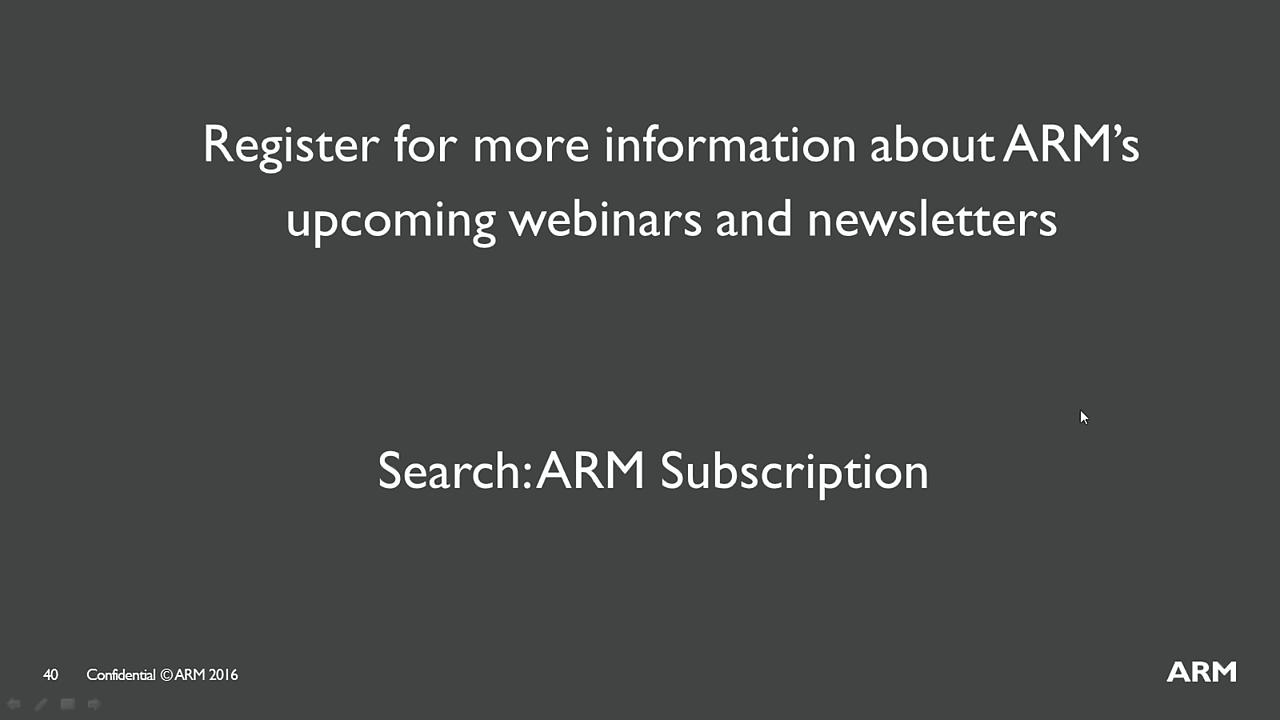 Register for more information about ARM's
upcoming webinars and newsletters
Search: ARM Subscription
40 Confidential © ARM 2016
ARM